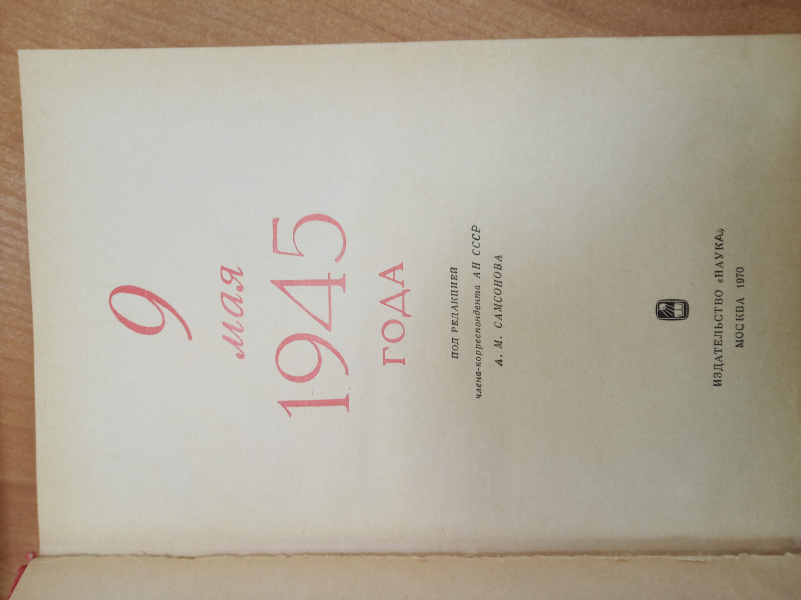 9
мая
1945
ГОДА
ПОД РЕДАКЦИЕЙ
члена-корреспондента АН СССР
А. М. САМСОНОВА
ИЗДАТЕЛЬСТВО «НАУКА»
МОСКВА 1970